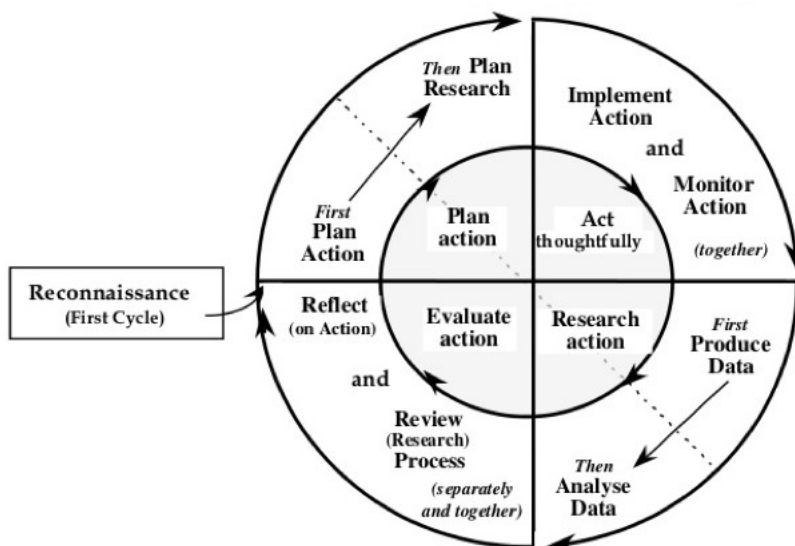 Then Plan
Research
First
Plan
Action
Implement
Action
and
Monitor
Action
(together)
Plan
action
Act
thoughtfully
Reconnaissance
(First Cycle)
Reflect
(on Action)
and
Review
(Research)
Process
(separately
and together)
Evaluate
action
Research
action
First
Produce
Data
Then
Analyse
Data